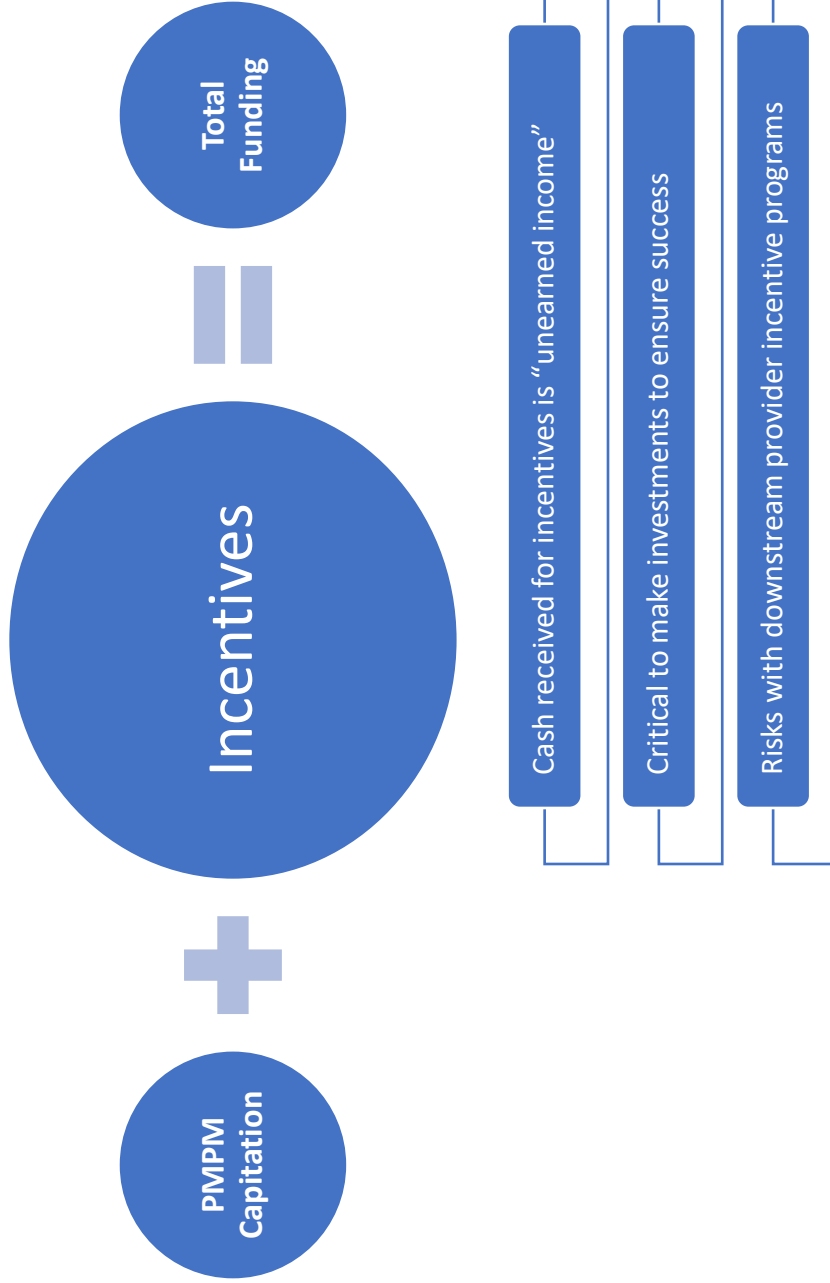 PMPM
Capitation
Incentives
Total
Funding
Cash received for incentives is “unearned income”
Critical to make investments to ensure success
Risks with downstream provider incentive programs